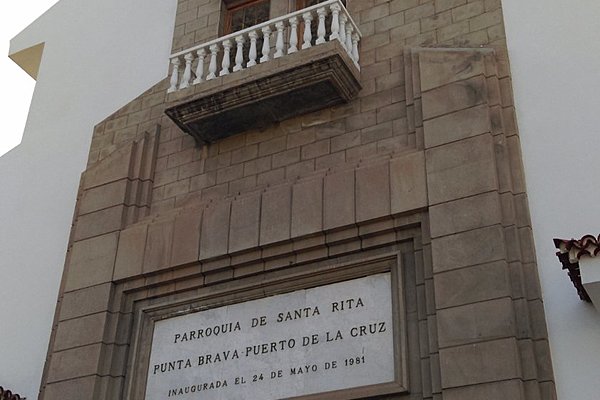 PARROQUIA DE SANTA RITA
PUNTA BRAVA-PUERTO DE LA CRUZ
INAUGURADA EL 24 DE MAYO DE 1981